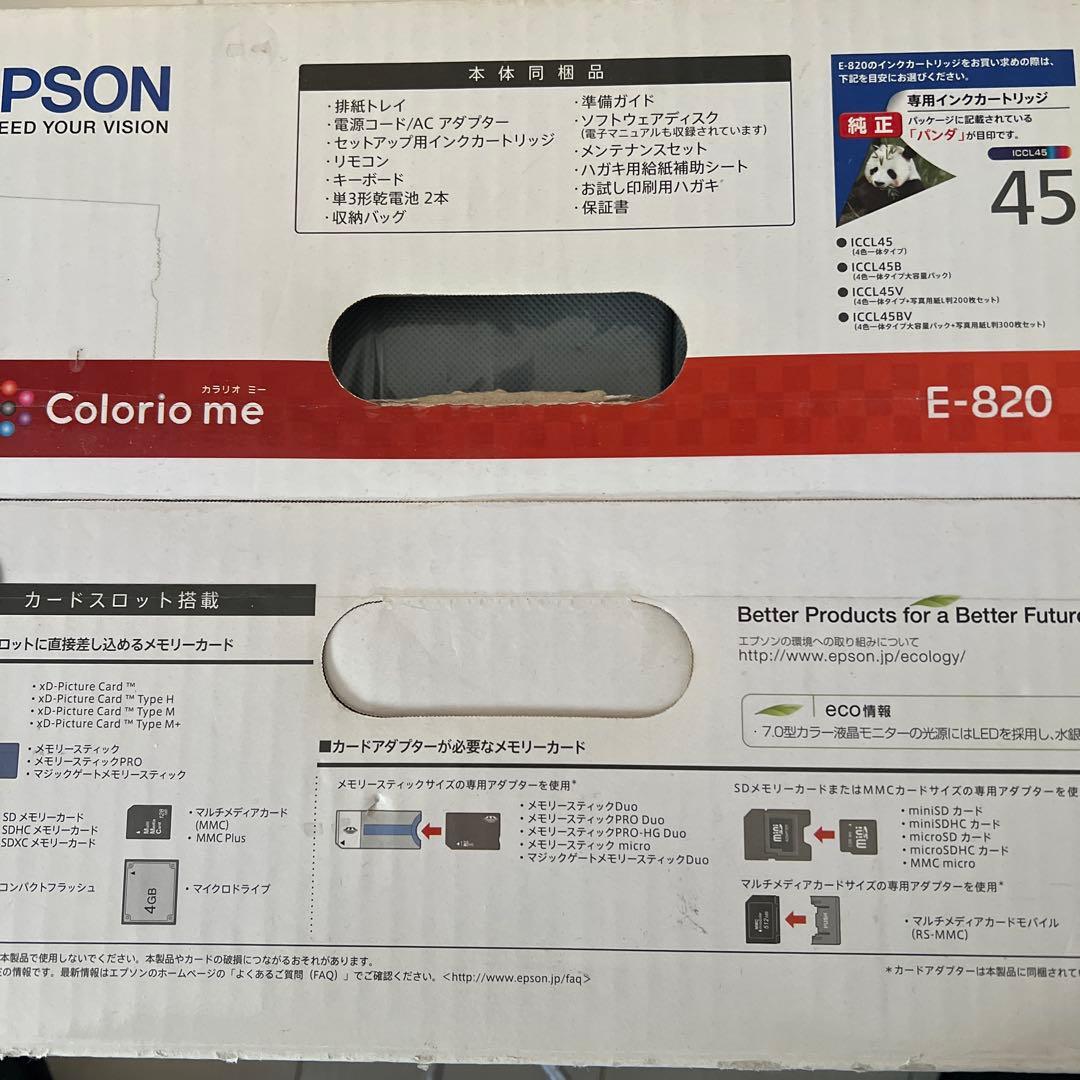 EPSON
EXCEED YOUR VISION
本体同梱品
・排紙トレイ
・電源コード/AC アダプター
・セットアップ用インクカートリッジ
・リモコン
・キーボード
・単3形乾電池 2本
・収納バッグ
・準備ガイド
・ソフトウェアディスク
(電子マニュアルも収録されています)
・メンテナンスセット
・ハガキ用給紙補助シート
・お試し印刷用ハガキ
・保証書
E-820のインクカートリッジをお買い求めの際は、
下記を目安にお選びください。
純正
専用インクカートリッジ
パッケージに記載されている
「パンダ」が目印です。
ICCL45
45
● ICCL45
(4色一体タイプ)
● ICCL45B
(4色一体タイプ大容量パック)
● ICCL45V
(4色一体タイプ+写真用紙L判200枚セット)
● ICCL45BV
(4色一体タイプ大容量パック+写真用紙L判300枚セット)
カラリオ ミー
Colorio me
E-820
カードスロット搭載
ロットに直接差し込めるメモリーカード
・xD-Picture Card ™
・xD-Picture Card ™ Type H
・xD-Picture Card ™ Type M
・xD-Picture Card ™ Type M+
・メモリースティック
・メモリースティックPRO
・マジックゲートメモリースティック
SD メモリーカード
SDHC メモリーカード
SDXC メモリーカード
・マルチメディアカード
(MMC)
・MMC Plus
コンパクトフラッシュ
4GB
・マイクロドライブ
■カードアダプターが必要なメモリーカード
メモリースティックサイズの専用アダプターを使用*
・メモリースティックDuo
・メモリースティックPRO Duo
・メモリースティックPRO-HG Duo
・メモリースティック micro
・マジックゲートメモリースティックDuo
Better Products for a Better Future
エプソンの環境への取り組みについて
http://www.epson.jp/ecology/
eco情報
・7.0型カラー液晶モニターの光源にはLEDを採用し、水銀
SDメモリーカードまたはMMCカードサイズの専用アダプターを使
mini
mini
・miniSD カード
・miniSDHC カード
・microSD カード
・microSDHC カード
・MMC micro
マルチメディアカードサイズの専用アダプターを使用*
・マルチメディアカードモバイル
(RS-MMC)
本製品で使用しないでください。本製品やカードの破損につながるおそれがあります。
の情報です。最新情報はエプソンのホームページの「よくあるご質問（FAQ）」でご確認ください。<http://www.epson.jp/faq>
*カードアダプターは本製品に同梱されてい